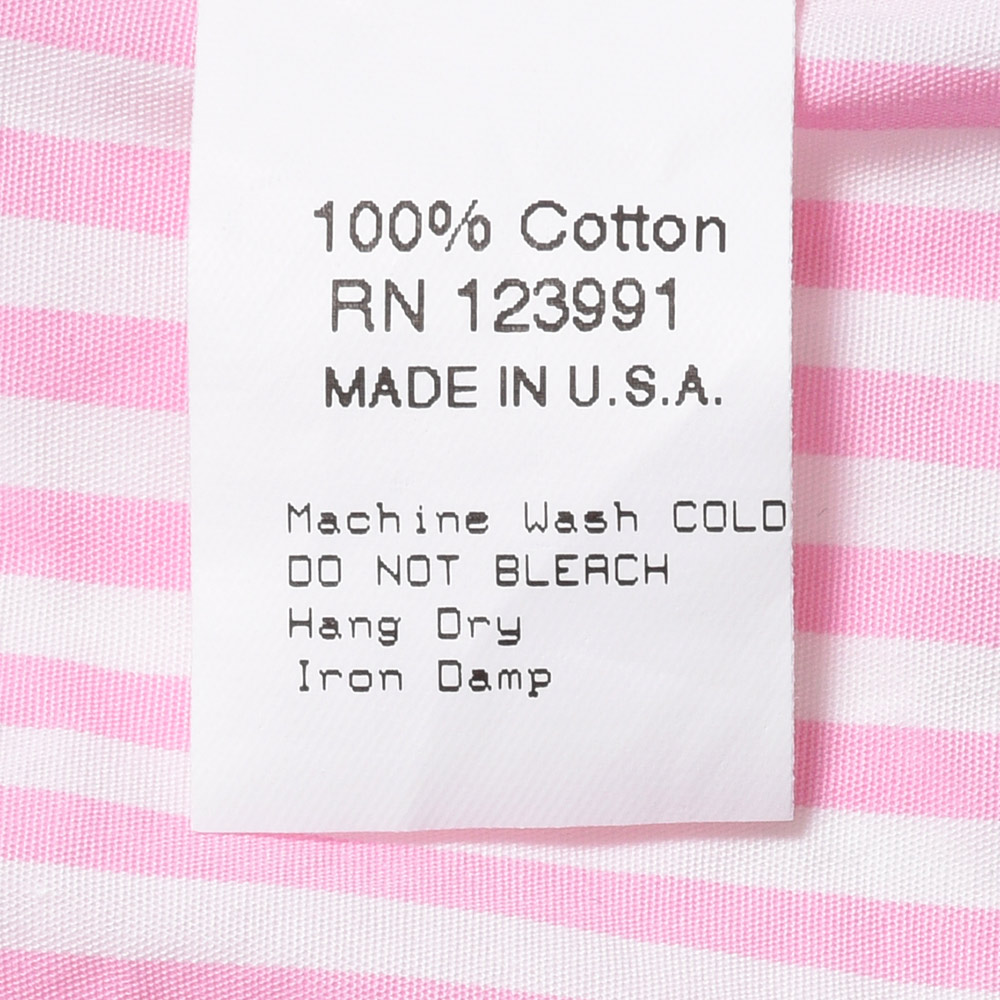 100% Cotton
RN 123991
MADE IN U.S.A.
Machine Wash COLD
DO NOT BLEACH
Hang Dry
Iron Damp